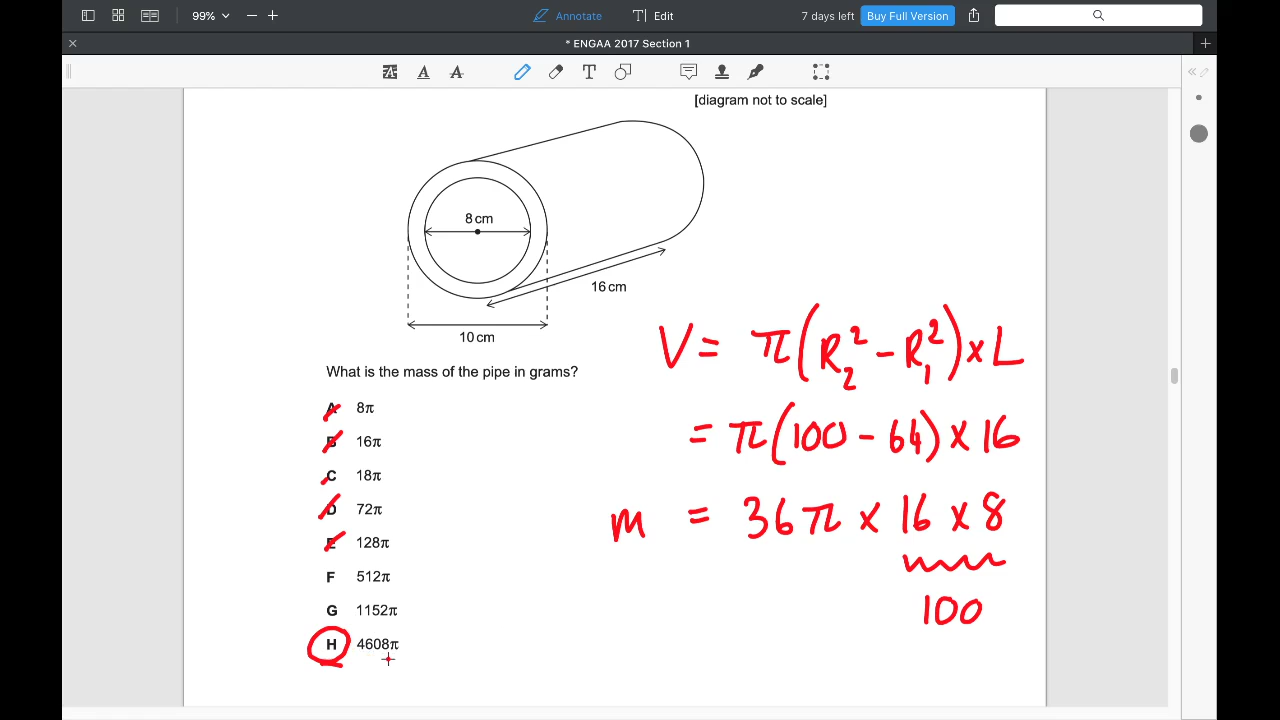 99%
Annotate
Edit
7 days left
Buy Full Version
* ENGAA 2017 Section 1
[diagram not to scale]
8 cm
16 cm
10 cm
What is the mass of the pipe in grams?
A 8π
B 16π
C 18π
D 72π
E 128π
F 512π
G 1152π
H 4608π
V = π(R₂² − R₁²) × L
= π(100 − 64) × 16
m = 36π × 16 × 8
100